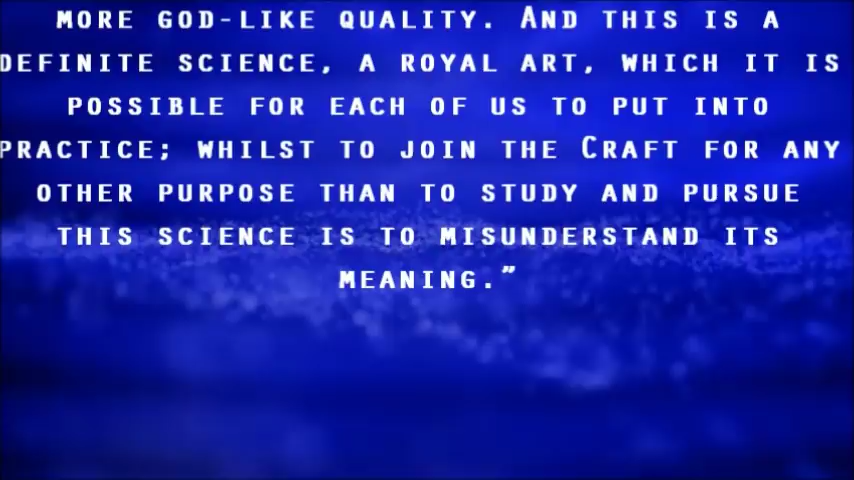 MORE GOD-LIKE QUALITY. AND THIS IS A
DEFINITE SCIENCE, A ROYAL ART, WHICH IT IS
POSSIBLE FOR EACH OF US TO PUT INTO
PRACTICE; WHILST TO JOIN THE CRAFT FOR ANY
OTHER PURPOSE THAN TO STUDY AND PURSUE
THIS SCIENCE IS TO MISUNDERSTAND ITS
MEANING.”